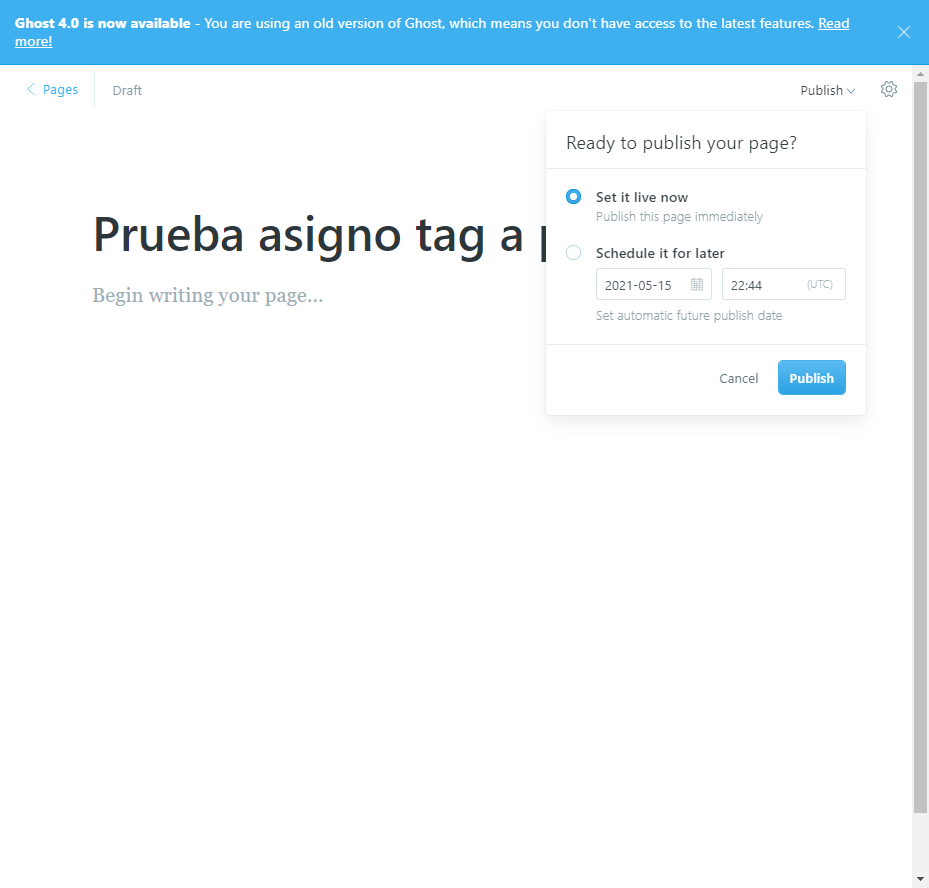 Ghost 4.0 is now available - You are using an old version of Ghost, which means you don't have access to the latest features. Read
more!
Pages
Draft
Publish
Ready to publish your page?
Set it live now
Publish this page immediately
Schedule it for later
2021-05-15
22:44
(UTC)
Set automatic future publish date
Cancel
Publish
Prueba asigno tag a
Begin writing your page...